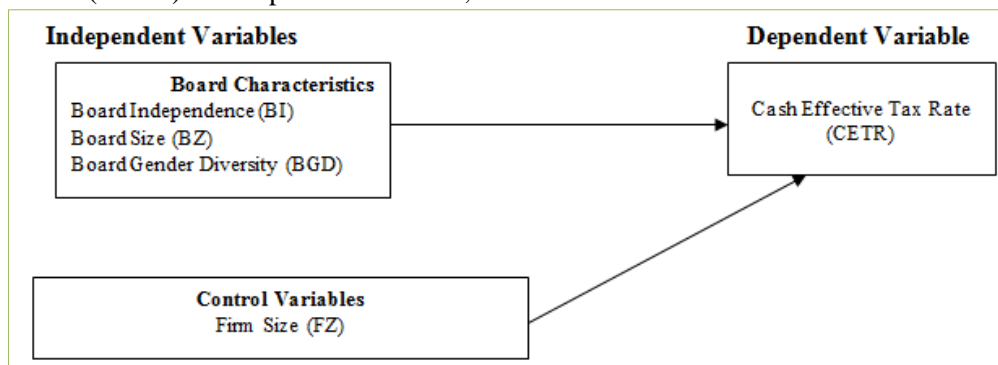 Independent Variables
Dependent Variable
Board Characteristics
Board Independence (BI)
Board Size (BZ)
Board Gender Diversity (BGD)
Cash Effective Tax Rate
(CETR)
Control Variables
Firm Size (FZ)